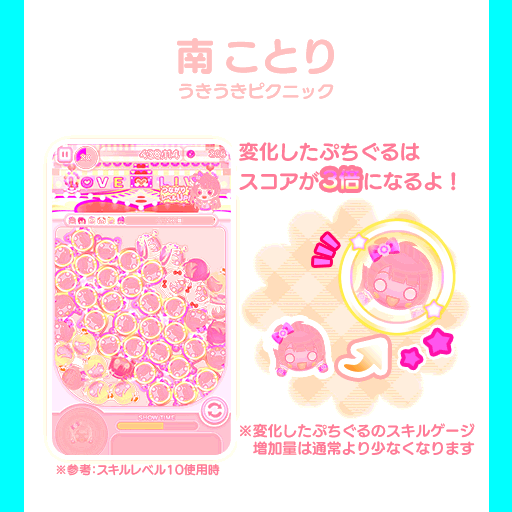 南 ことり
うきうきピクニック
変化したぷちぐるは
スコアが3倍になるよ！
LOVE LIV
SHOW TIME
※変化したぷちぐるのスキルゲージ
増加量は通常より少なくなります
※参考：スキルレベル10使用時